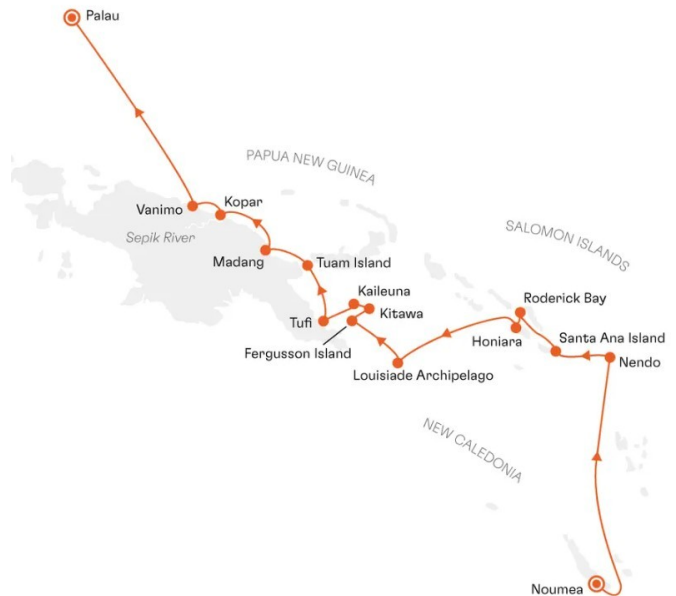 Palau
PAPUA NEW GUINEA
Vanimo
Kopar
Sepik River
SALOMON ISLANDS
Madang
Tuam Island
Kaileuna
Roderick Bay
Kitawa
Tufi
Honiara
Santa Ana Island
Fergusson Island
Nendo
Louisiade Archipelago
NEW CALEDONIA
Noumea